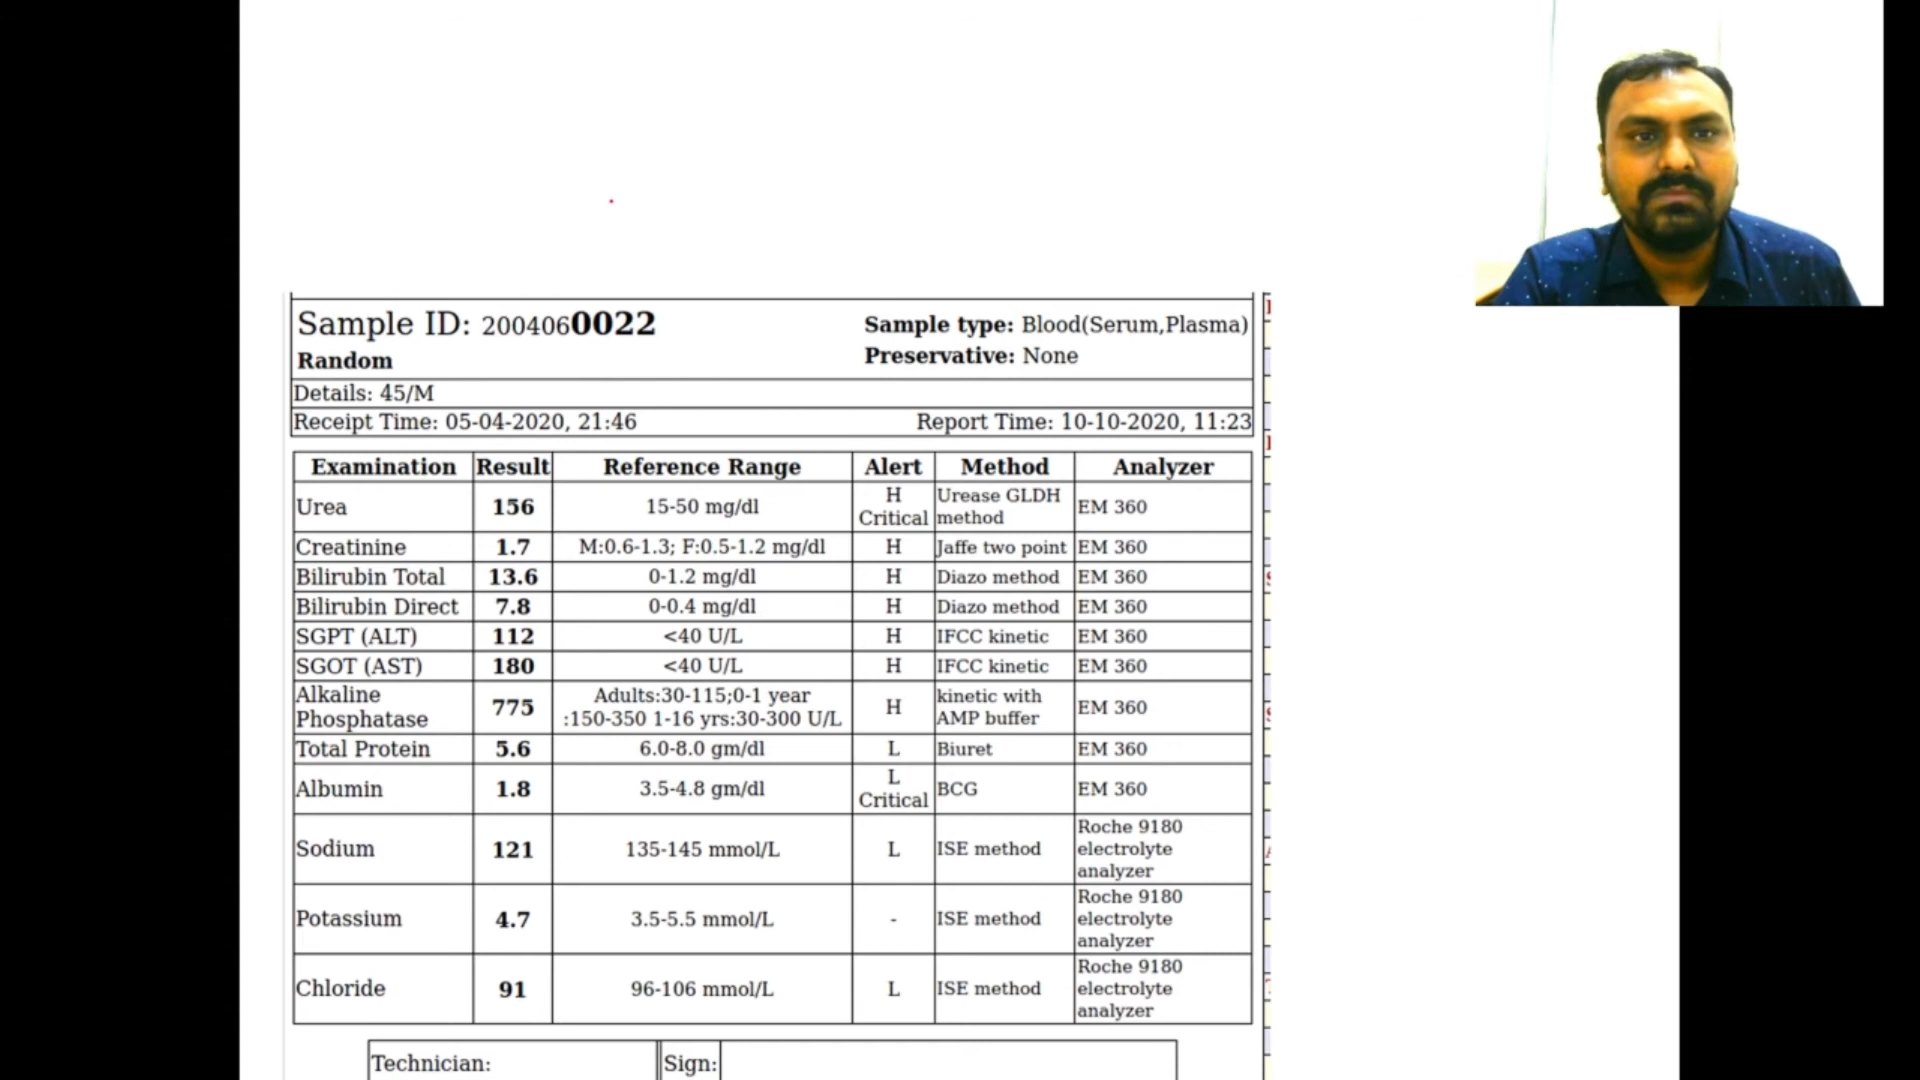 Sample ID: 2004060022
Sample type: Blood(Serum,Plasma)
Random
Preservative: None
Details: 45/M
Receipt Time: 05-04-2020, 21:46
Report Time: 10-10-2020, 11:23
Examination Result Reference Range Alert Method Analyzer
Urea 156 15-50 mg/dl H Critical Urease GLDH method EM 360
Creatinine 1.7 M:0.6-1.3; F:0.5-1.2 mg/dl H Jaffe two point EM 360
Bilirubin Total 13.6 0-1.2 mg/dl H Diazo method EM 360
Bilirubin Direct 7.8 0-0.4 mg/dl H Diazo method EM 360
SGPT (ALT) 112 <40 U/L H IFCC kinetic EM 360
SGOT (AST) 180 <40 U/L H IFCC kinetic EM 360
Alkaline Phosphatase 775 Adults:30-115;0-1 year :150-350 1-16 yrs:30-300 U/L H kinetic with AMP buffer EM 360
Total Protein 5.6 6.0-8.0 gm/dl L Biuret EM 360
Albumin 1.8 3.5-4.8 gm/dl L Critical BCG EM 360
Sodium 121 135-145 mmol/L L ISE method Roche 9180 electrolyte analyzer
Potassium 4.7 3.5-5.5 mmol/L - ISE method Roche 9180 electrolyte analyzer
Chloride 91 96-106 mmol/L L ISE method Roche 9180 electrolyte analyzer
Technician: Sign: